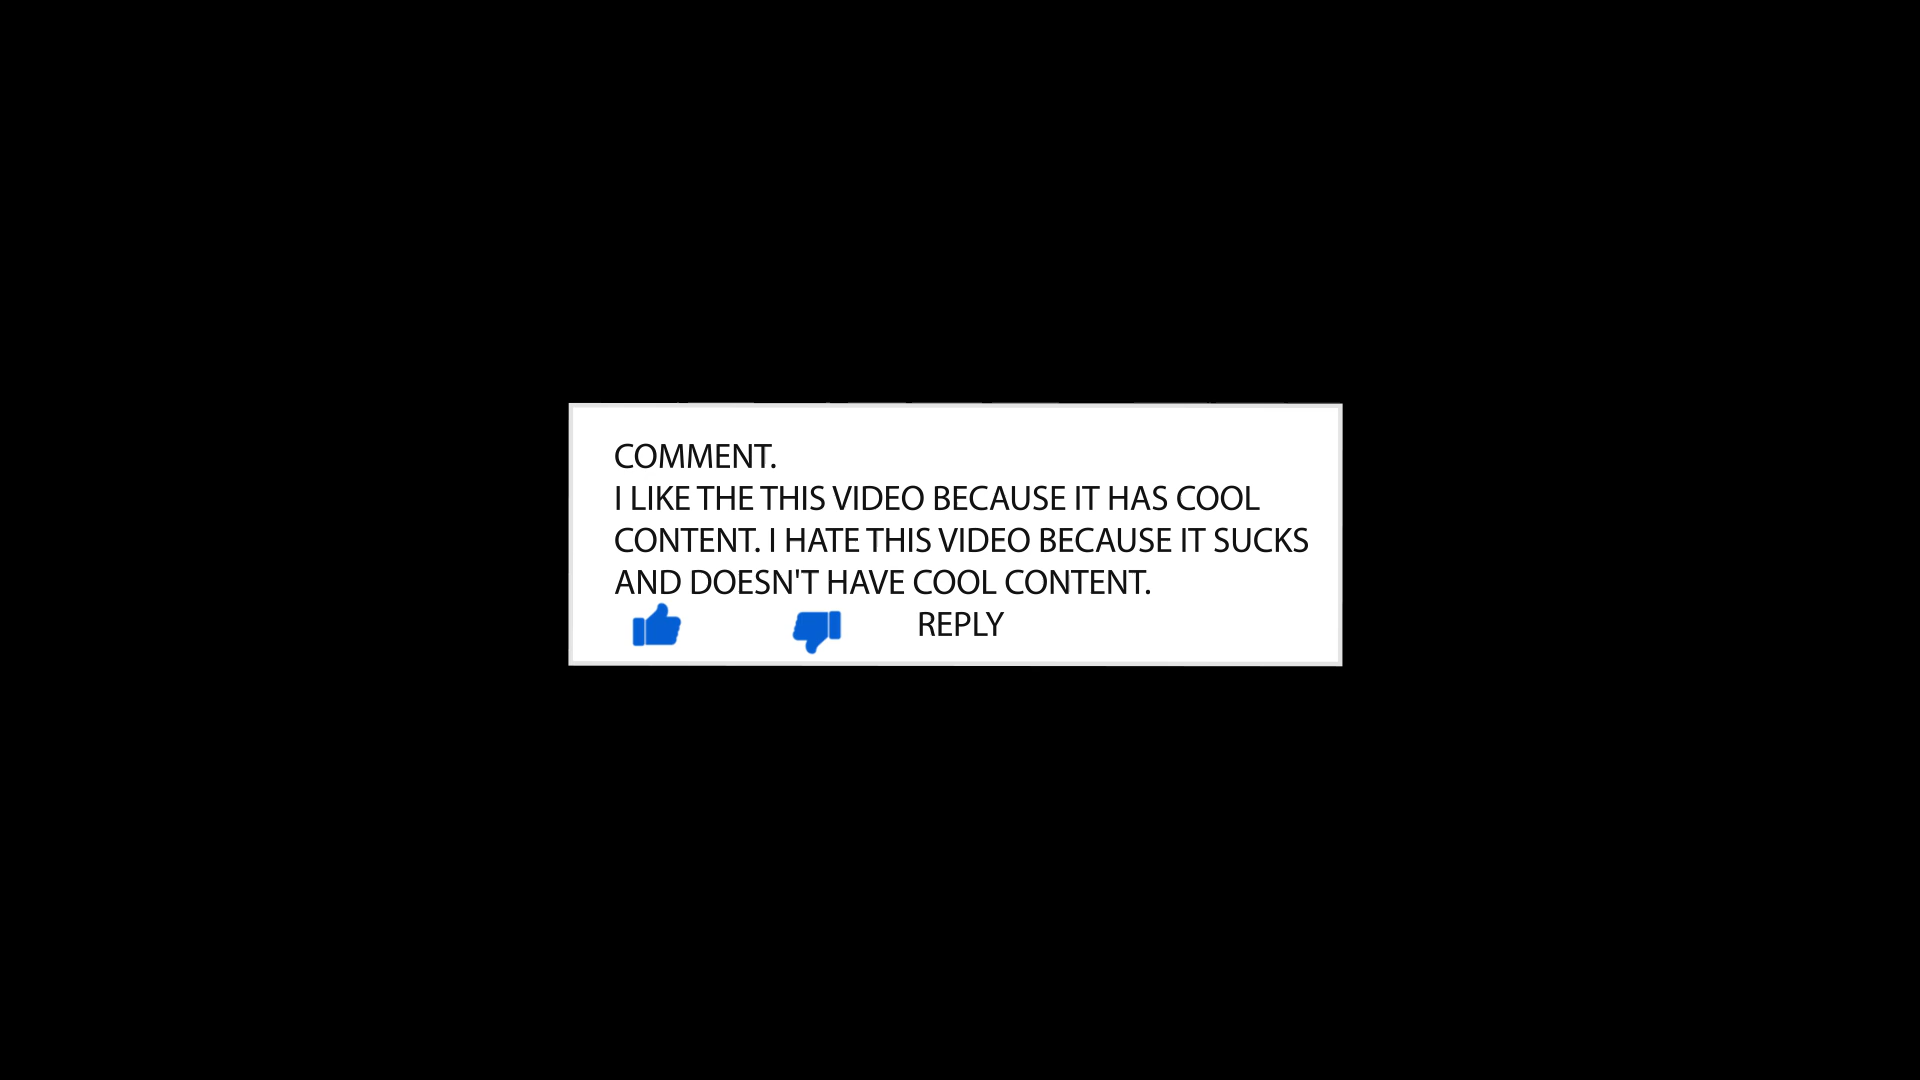 COMMENT.
I LIKE THE THIS VIDEO BECAUSE IT HAS COOL
CONTENT. I HATE THIS VIDEO BECAUSE IT SUCKS
AND DOESN'T HAVE COOL CONTENT.
REPLY